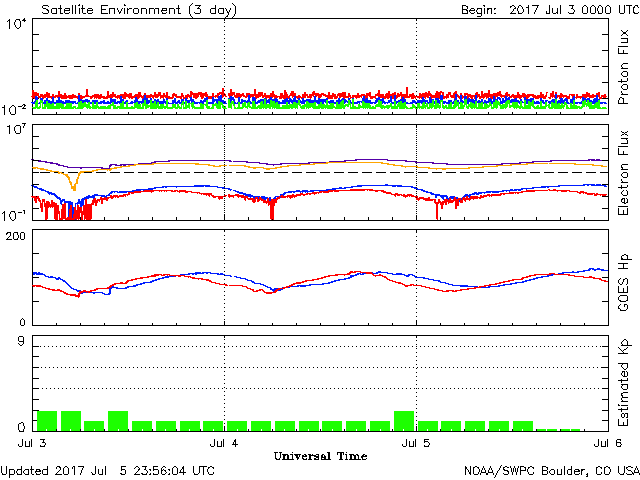 Satellite Environment (3 day) Begin: 2017 Jul 3 0000 UTC
10⁴
10⁻²
Proton Flux
10⁷
10⁻¹
Electron Flux
200
0
GOES Hp
9
0
Estimated Kp
Jul 3 Jul 4 Jul 5 Jul 6
Universal Time
Updated 2017 Jul 5 23:56:04 UTC NOAA/SWPC Boulder, CO USA